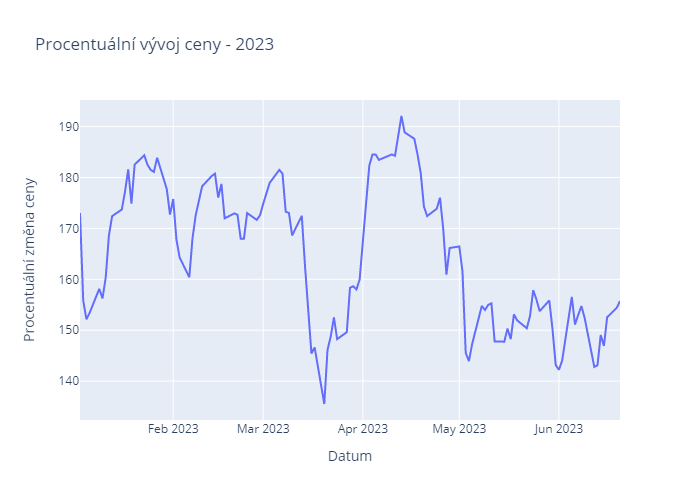 Procentuální vývoj ceny - 2023
190
180
170
160
150
140
Procentuální změna ceny
Feb 2023
Mar 2023
Apr 2023
May 2023
Jun 2023
Datum